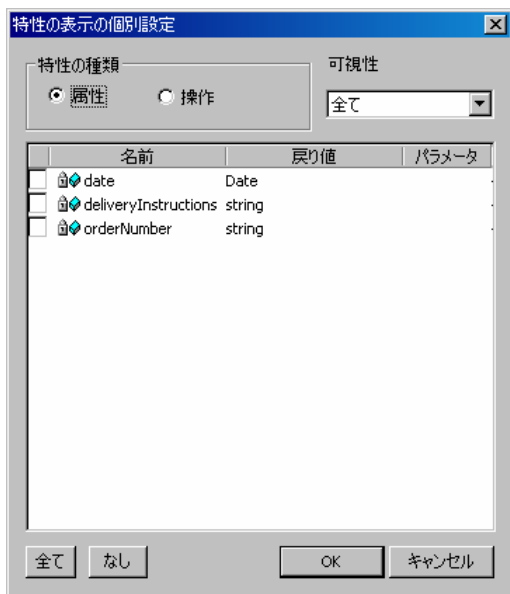 特性の表示の個別設定
特性の種類
属性 操作
可視性
全て
名前 戻り値 パラメータ
date Date
deliveryInstructions string
orderNumber string
全て なし OK キャンセル